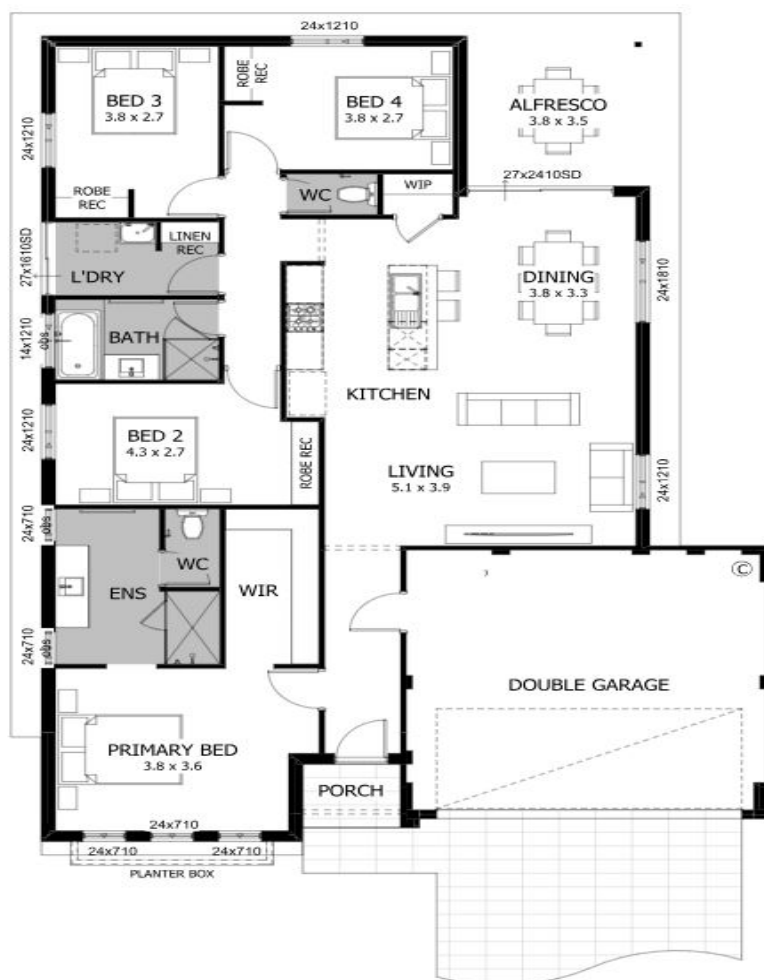 24x1210
BED 3
3.8 x 2.7
ROBE
REC
BED 4
3.8 x 2.7
ALFRESCO
3.8 x 3.5
24x1210
ROBE
REC
WC
WIP
27x2410SD
27x1610SD
L'DRY
LINEN
REC
DINING
3.8 x 3.3
24x1810
14x1210
obs
BATH
KITCHEN
24x1210
BED 2
4.3 x 2.7
ROBE REC
LIVING
5.1 x 3.9
24x1210
24x710
obs
WC
ENS
WIR
C
24x710
obs
DOUBLE GARAGE
PRIMARY BED
3.8 x 3.6
PORCH
24x710
24x710
24x710
PLANTER BOX